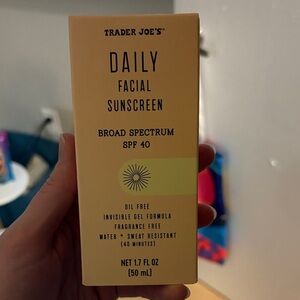 TRADER JOE'S™
DAILY
FACIAL
SUNSCREEN
BROAD SPECTRUM
SPF 40
OIL FREE
INVISIBLE GEL FORMULA
FRAGRANCE FREE
WATER + SWEAT RESISTANT
(40 MINUTES)
NET 1.7 FL OZ
(50 mL)